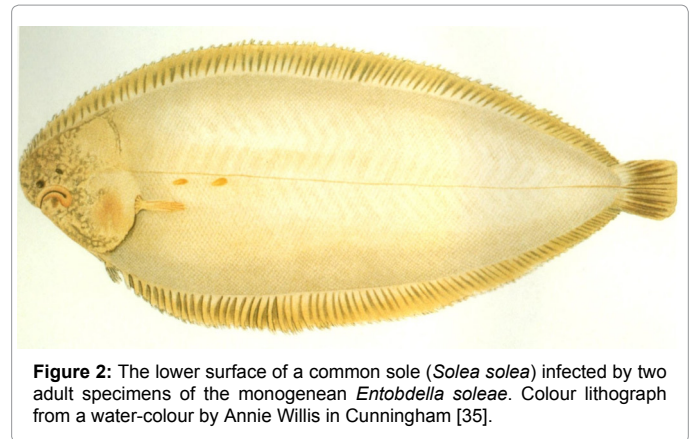 Figure 2: The lower surface of a common sole (Solea solea) infected by two
adult specimens of the monogenean Entobdella soleae. Colour lithograph
from a water-colour by Annie Willis in Cunningham [35].